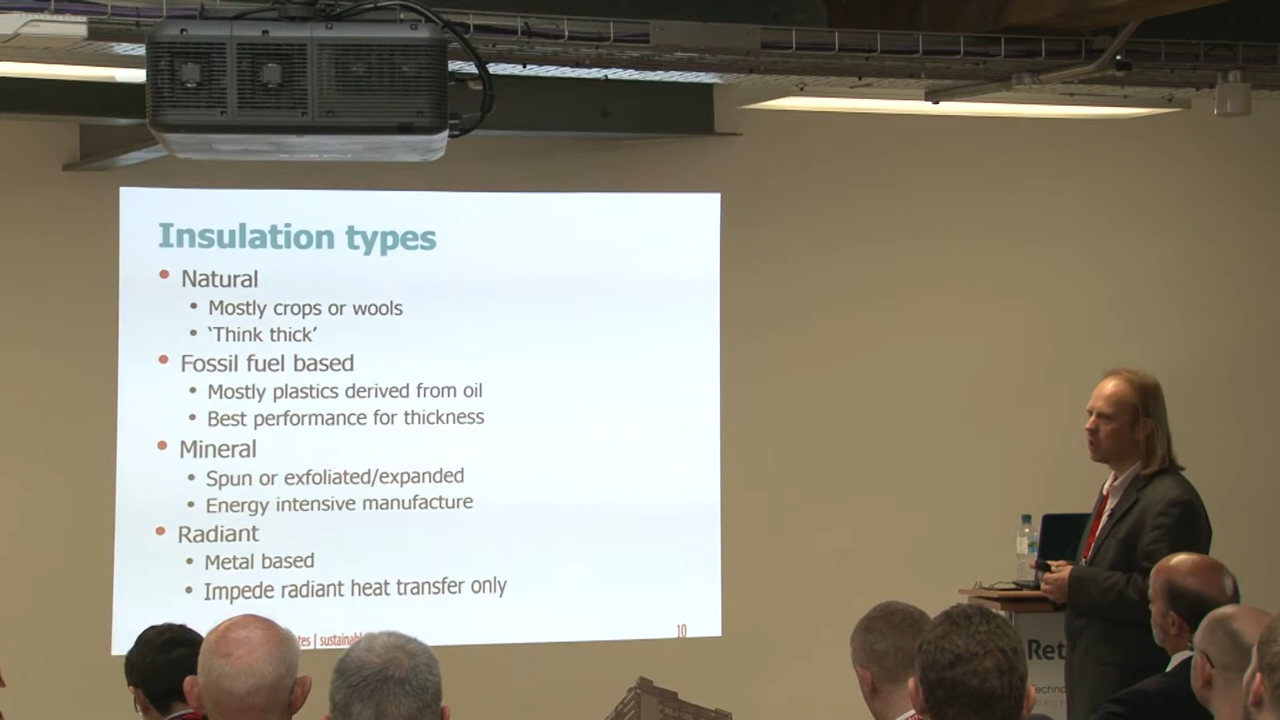 Insulation types
• Natural
• Mostly crops or wools
• ‘Think thick’
• Fossil fuel based
• Mostly plastics derived from oil
• Best performance for thickness
• Mineral
• Spun or exfoliated/expanded
• Energy intensive manufacture
• Radiant
• Metal based
• Impede radiant heat transfer only
10